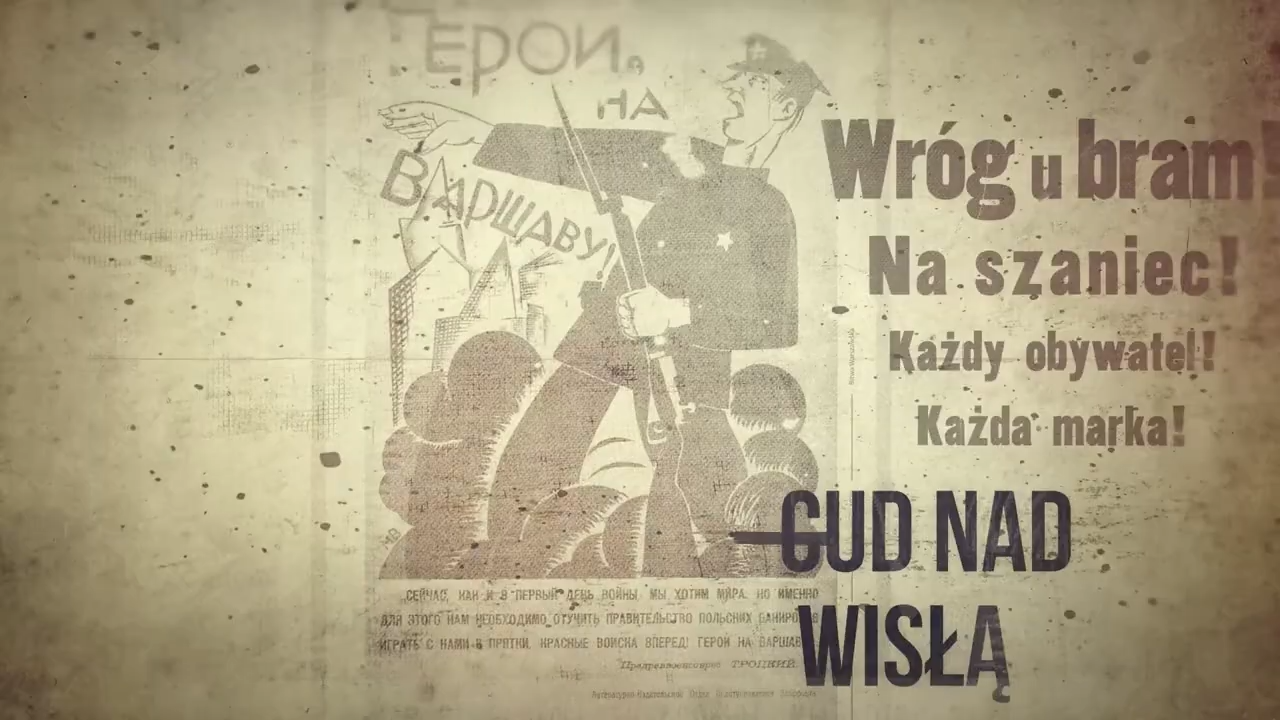 Герои,
на
Варшаву!
Wróg u bram!
Na szaniec!
Każdy obywatel!
Każda marka!
CUD NAD
WISŁĄ
СЕЙЧАС, КАК И В ПЕРВЫЙ ДЕНЬ ВОЙНЫ, МЫ ХОТИМ МИРА. НО ИМЕННО
ДЛЯ ЭТОГО НАМ НЕОБХОДИМО ОТУЧИТЬ ПРАВИТЕЛЬСТВО ПОЛЬСКИХ
ИГРАТЬ С НАМИ В ПРЯТКИ. КРАСНЫЕ ВОЙСКА ВПЕРЕД! ГЕРОИ НА ВАРШАВ
Предреввоенсовета ТРОЦКИЙ.